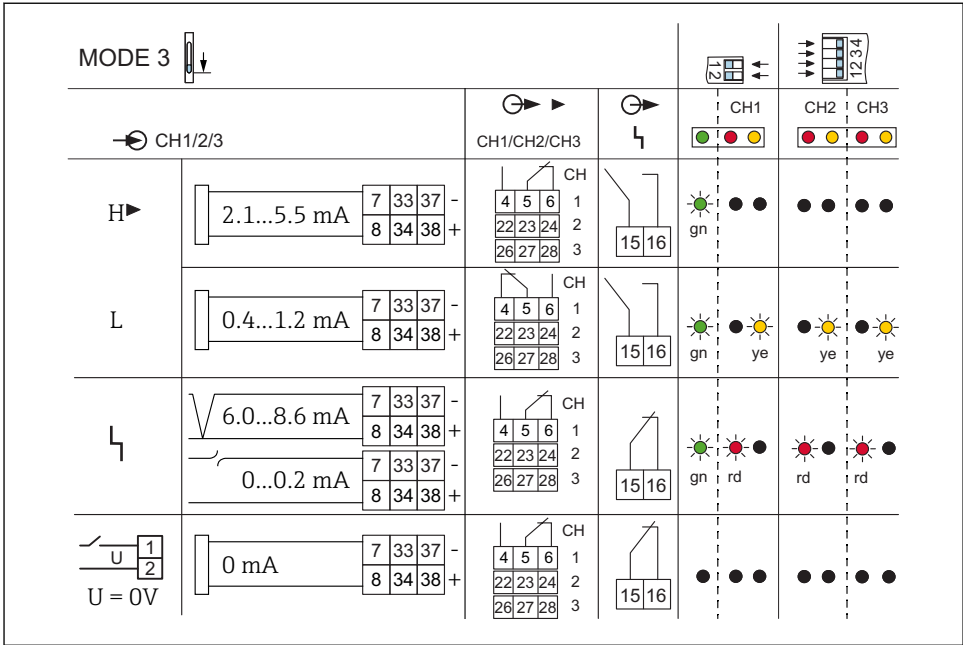 MODE 3
1 2
1 2 3 4
CH1/2/3
CH1/CH2/CH3
CH1
CH2
CH3
H
2.1...5.5 mA
7 33 37 -
8 34 38 +
CH
4 5 6 1
22 23 24 2
26 27 28 3
15 16
gn
L
0.4...1.2 mA
7 33 37 -
8 34 38 +
CH
4 5 6 1
22 23 24 2
26 27 28 3
15 16
gn
ye
ye
ye
6.0...8.6 mA
7 33 37 -
8 34 38 +
0...0.2 mA
7 33 37 -
8 34 38 +
CH
4 5 6 1
22 23 24 2
26 27 28 3
15 16
gn
rd
rd
rd
U
1
2
U = 0V
0 mA
7 33 37 -
8 34 38 +
CH
4 5 6 1
22 23 24 2
26 27 28 3
15 16